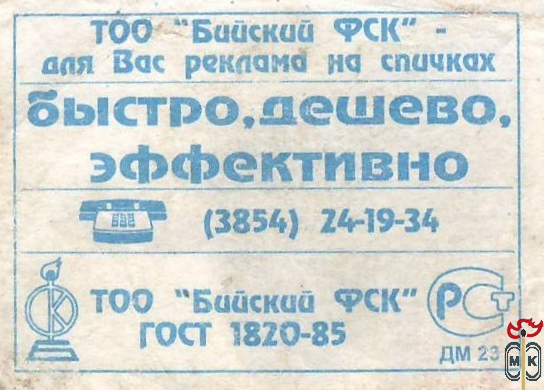 ТОО "Бийский ФСК" -
для Вас реклама на спичках
быстро, дешево,
эффективно
(3854) 24-19-34
ТОО "Бийский ФСК"
ГОСТ 1820-85
РСТ
ДМ 23
МК